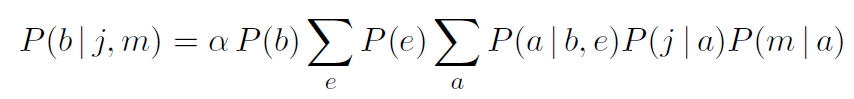 P(b | j, m) = α P(b) ∑_e P(e) ∑_a P(a | b, e)P(j | a)P(m | a)